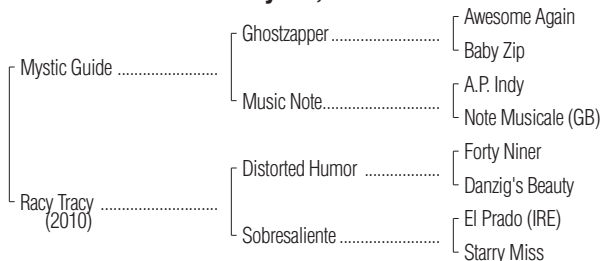 Awesome Again
Ghostzapper
Baby Zip
Mystic Guide
A.P. Indy
Music Note
Note Musicale (GB)
Forty Niner
Distorted Humor
Danzig's Beauty
Racy Tracy
(2010)
El Prado (IRE)
Sobresaliente
Starry Miss